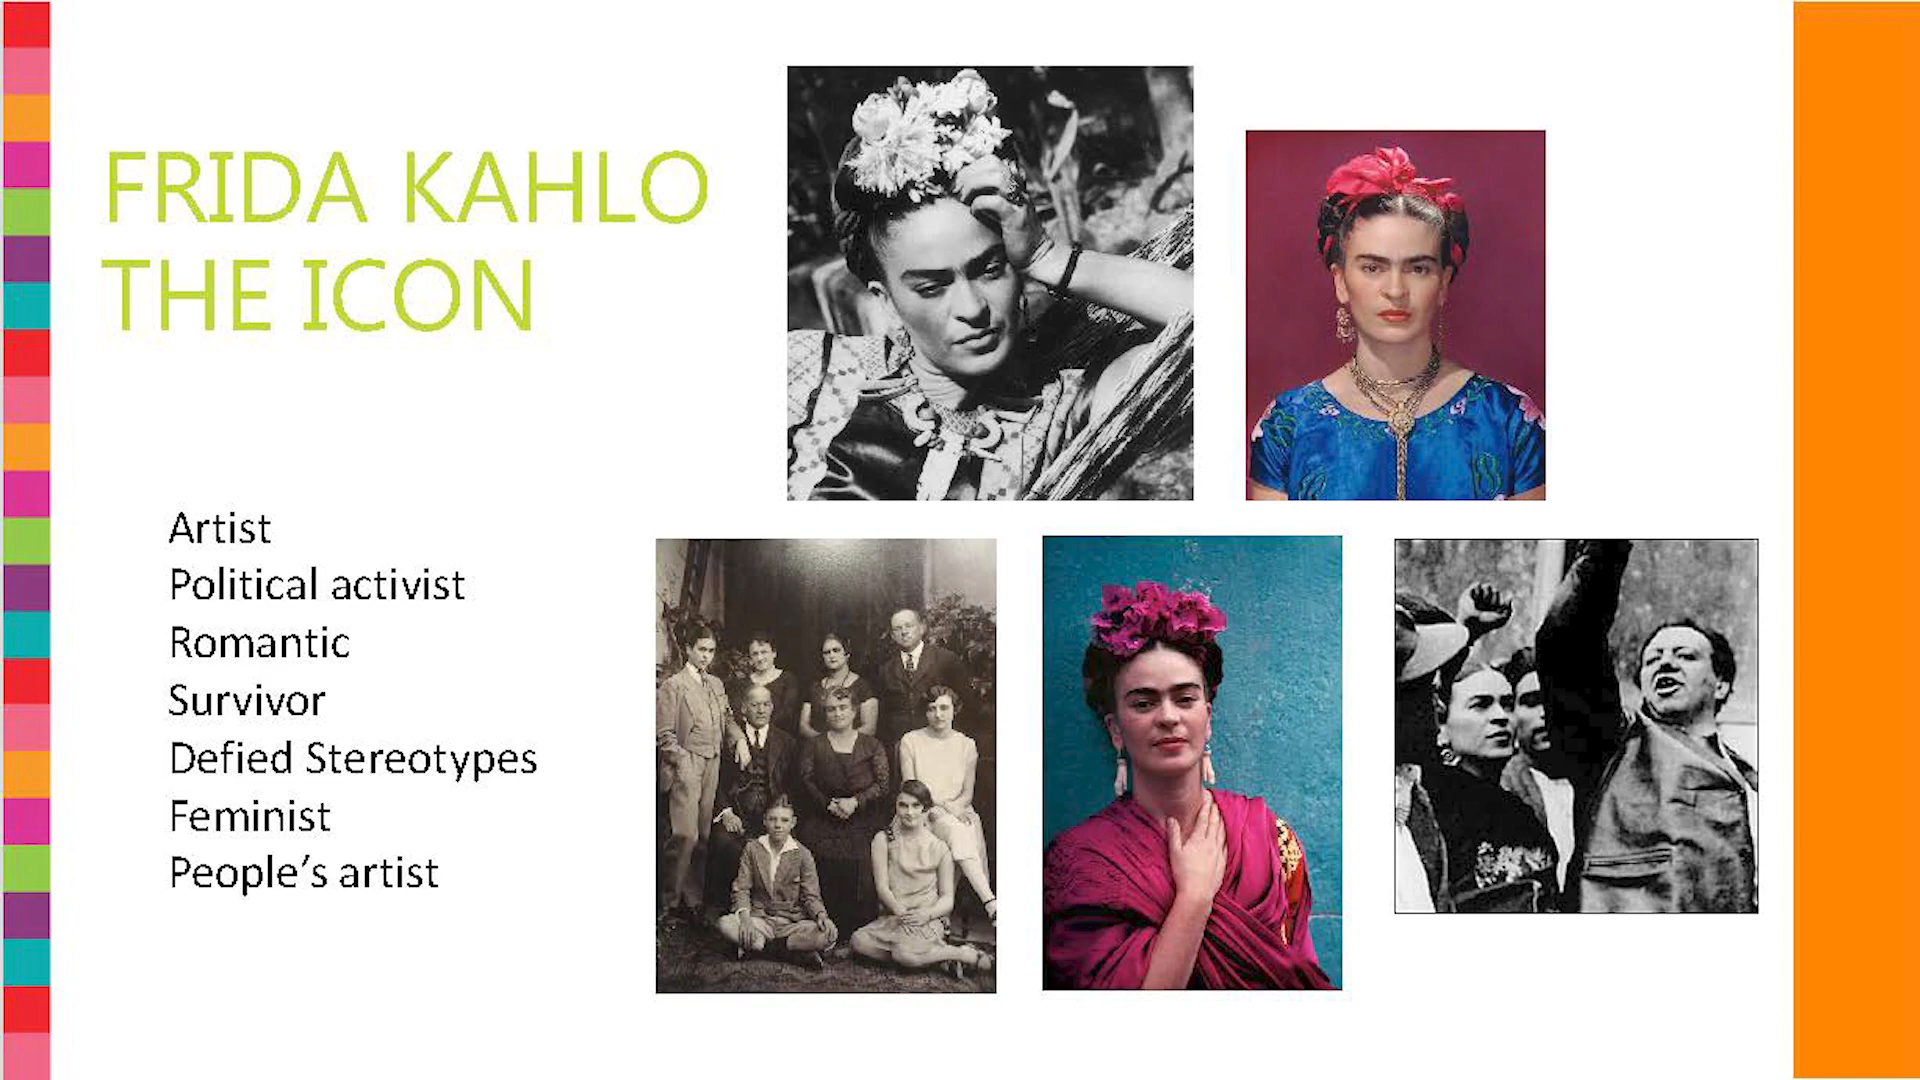 FRIDA KAHLO
THE ICON
Artist
Political activist
Romantic
Survivor
Defied Stereotypes
Feminist
People’s artist